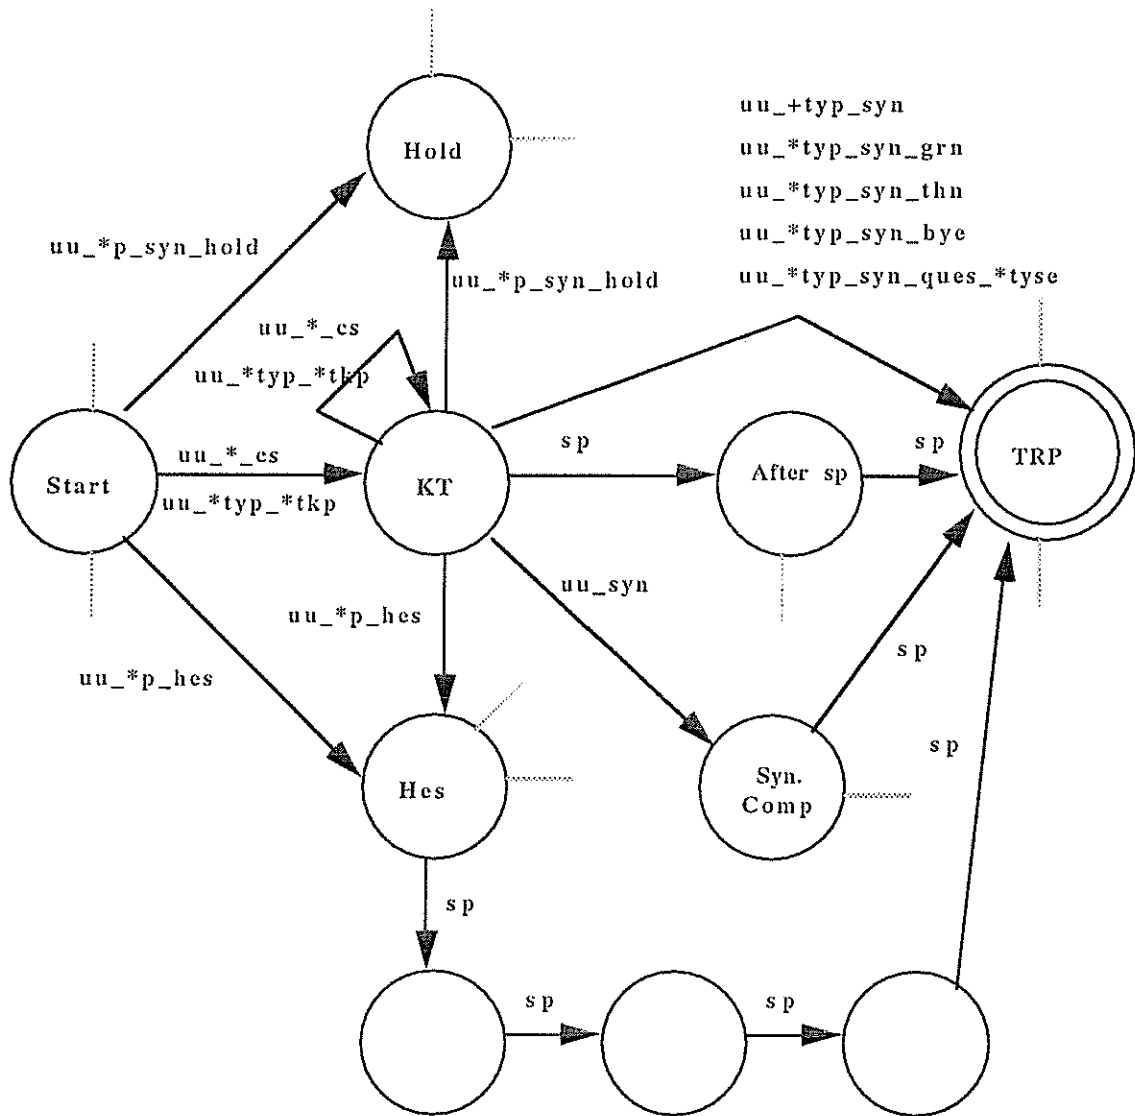 uu_+typ_syn
Hold
uu_*typ_syn_grn
uu_*typ_syn_thn
uu_*typ_syn_bye
uu_*p_syn_hold
uu_*p_syn_hold
uu_*typ_syn_ques_*tyse
uu_*_cs
uu_*typ_*tkp
sp
sp
uu_*_cs
Start
KT
After sp
TRP
uu_*typ_*tkp
uu_syn
uu_*p_hes
sp
uu_*p_hes
sp
Hes
Syn.
Comp
sp
sp
sp